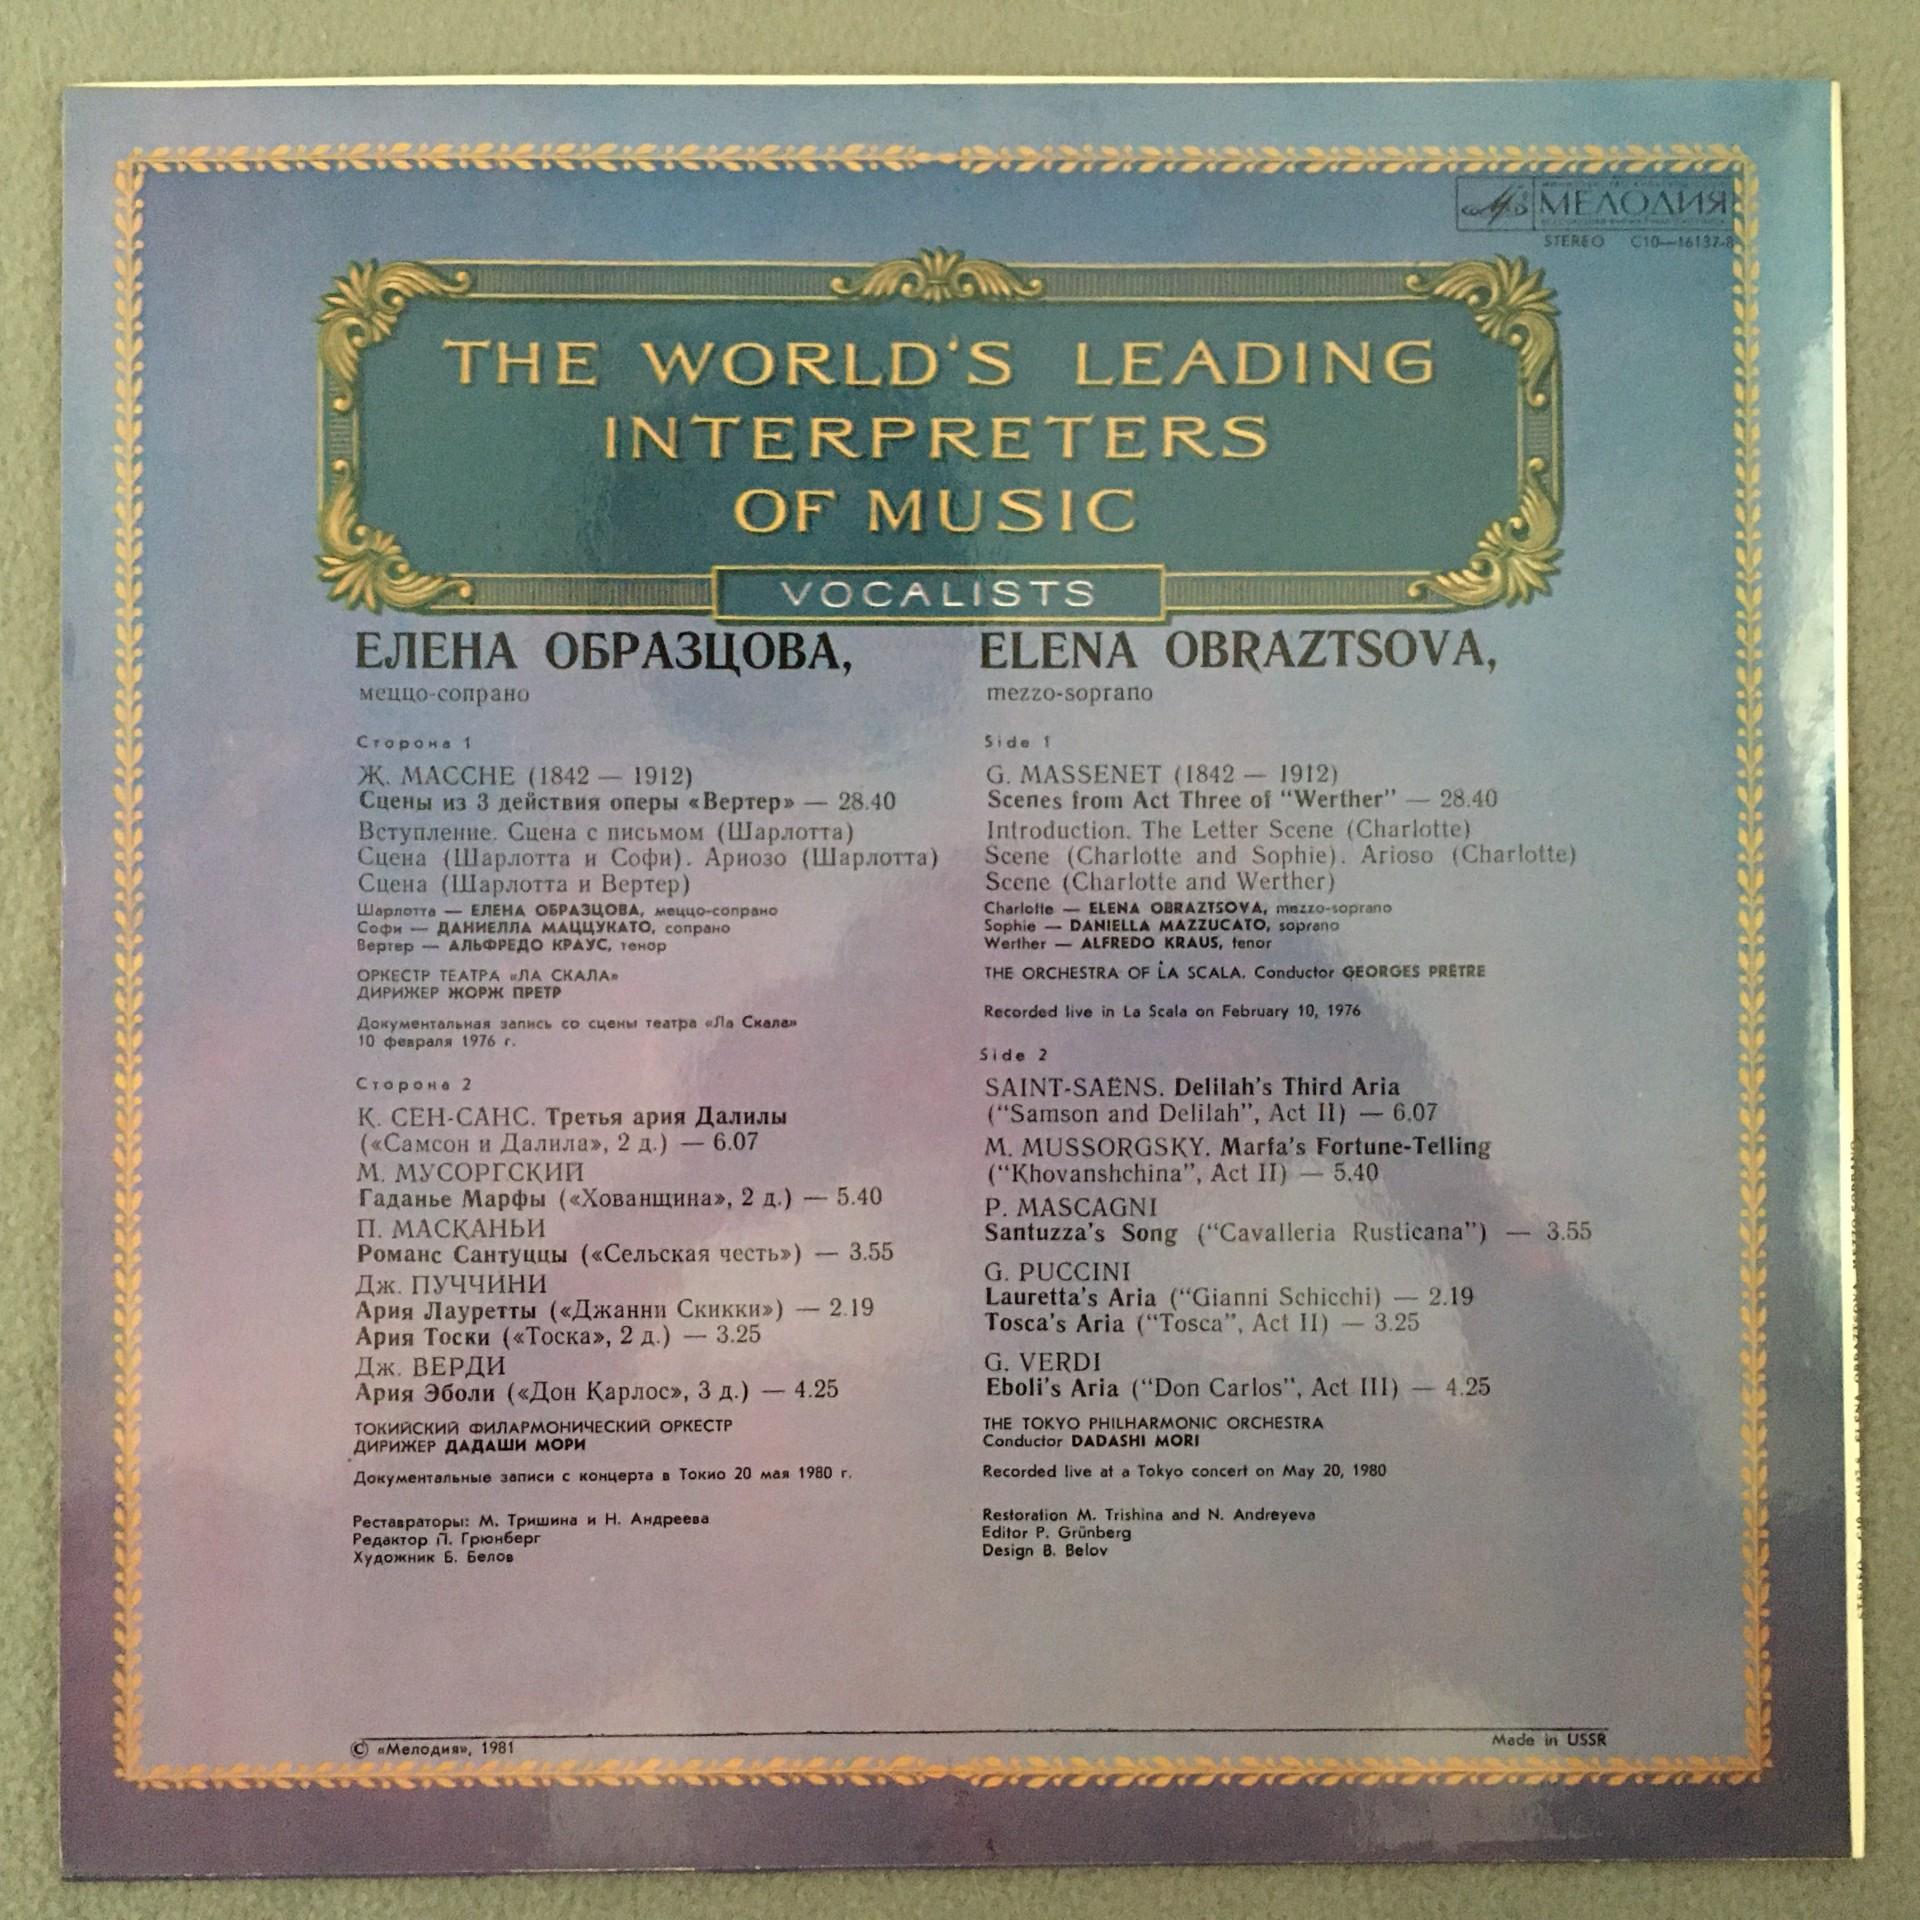 МЕЛОДИЯ
STEREO С10—16137-8
THE WORLD'S LEADING
INTERPRETERS
OF MUSIC
VOCALISTS
ЕЛЕНА ОБРАЗЦОВА,
меццо-сопрано
Сторона 1
Ж. МАССНЕ (1842 — 1912)
Сцены из 3 действия оперы «Вертер» — 28.40
Вступление. Сцена с письмом (Шарлотта)
Сцена (Шарлотта и Софи). Ариозо (Шарлотта)
Сцена (Шарлотта и Вертер)
Шарлотта — ЕЛЕНА ОБРАЗЦОВА, меццо-сопрано
Софи — ДАНИЕЛЛА МАЦЦУКАТО, сопрано
Вертер — АЛЬФРЕДО КРАУС, тенор
ОРКЕСТР ТЕАТРА «ЛА СКАЛА»
ДИРИЖЕР ЖОРЖ ПРЕТР
Документальная запись со сцены театра «Ла Скала»
10 февраля 1976 г.
Сторона 2
К. СЕН-САНС. Третья ария Далилы
(«Самсон и Далила», 2 д.) — 6.07
М. МУСОРГСКИЙ
Гаданье Марфы («Хованщина», 2 д.) — 5.40
П. МАСКАНЬИ
Романс Сантуццы («Сельская честь») — 3.55
Дж. ПУЧЧИНИ
Ария Лауретты («Джанни Скикки») — 2.19
Ария Тоски («Тоска», 2 д.) — 3.25
Дж. ВЕРДИ
Ария Эболи («Дон Карлос», 3 д.) — 4.25
ТОКИЙСКИЙ ФИЛАРМОНИЧЕСКИЙ ОРКЕСТР
ДИРИЖЕР ДАДАШИ МОРИ
Документальные записи с концерта в Токио 20 мая 1980 г.
Реставраторы: М. Тришина и Н. Андреева
Редактор П. Грюнберг
Художник Б. Белов
ELENA OBRAZTSOVA,
mezzo-soprano
Side 1
G. MASSENET (1842 — 1912)
Scenes from Act Three of “Werther” — 28.40
Introduction. The Letter Scene (Charlotte)
Scene (Charlotte and Sophie). Arioso (Charlotte)
Scene (Charlotte and Werther)
Charlotte — ELENA OBRAZTSOVA, mezzo-soprano
Sophie — DANIELLA MAZZUCATO, soprano
Werther — ALFREDO KRAUS, tenor
THE ORCHESTRA OF LA SCALA. Conductor GEORGES PRÊTRE
Recorded live in La Scala on February 10, 1976
Side 2
SAINT-SAËNS. Delilah's Third Aria
(“Samson and Delilah”, Act II) — 6.07
M. MUSSORGSKY. Marfa's Fortune-Telling
(“Khovanshchina”, Act II) — 5.40
P. MASCAGNI
Santuzza's Song (“Cavalleria Rusticana”) — 3.55
G. PUCCINI
Lauretta's Aria (“Gianni Schicchi) — 2.19
Tosca's Aria (“Tosca”, Act II) — 3.25
G. VERDI
Eboli's Aria (“Don Carlos”, Act III) — 4.25
THE TOKYO PHILHARMONIC ORCHESTRA
Conductor DADASHI MORI
Recorded live at a Tokyo concert on May 20, 1980
Restoration M. Trishina and N. Andreyeva
Editor P. Grünberg
Design B. Belov
© «Мелодия», 1981
Made in USSR